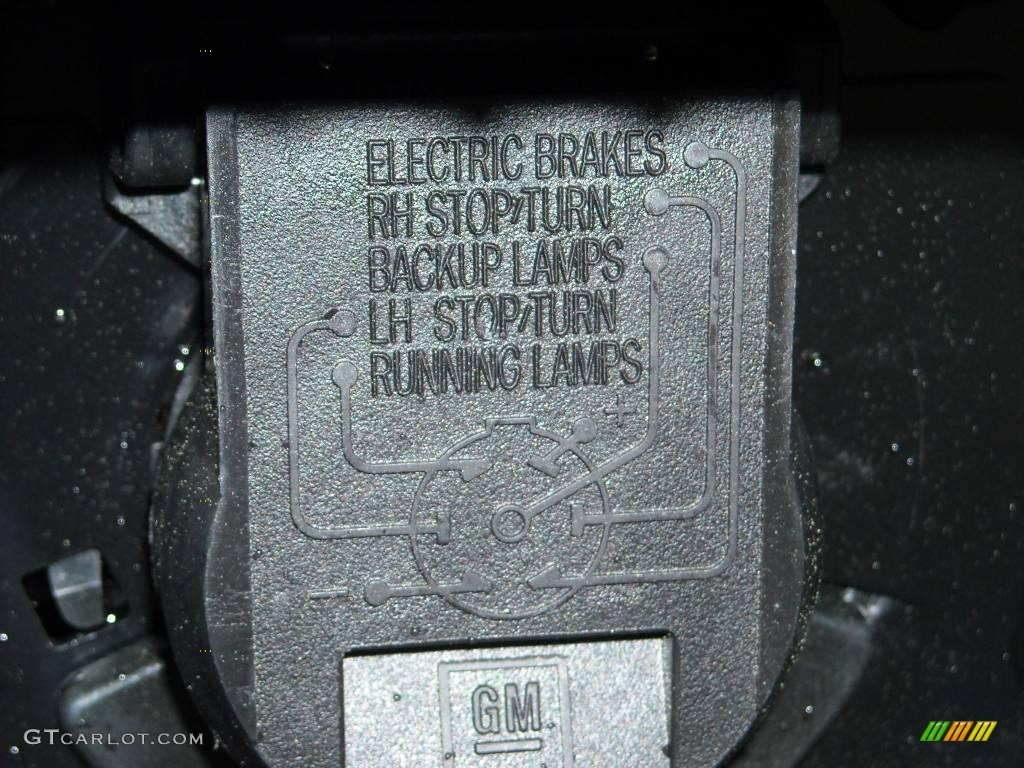 ELECTRIC BRAKES
RH STOP/TURN
BACKUP LAMPS
LH STOP/TURN
RUNNING LAMPS
+
−
GM
GTCARLOT.COM